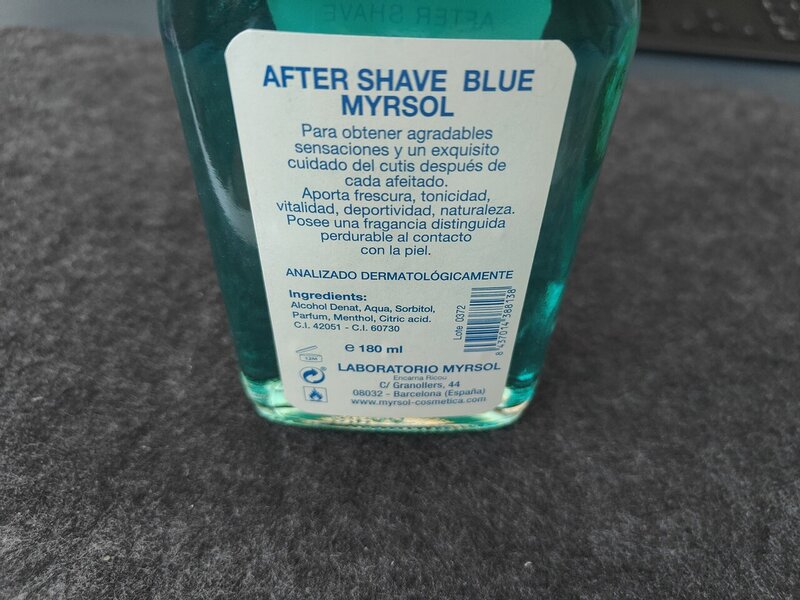 AFTER SHAVE
AFTER SHAVE BLUE
MYRSOL
Para obtener agradables
sensaciones y un exquisito
cuidado del cutis después de
cada afeitado.
Aporta frescura, tonicidad,
vitalidad, deportividad, naturaleza.
Posee una fragancia distinguida
perdurable al contacto
con la piel.
ANALIZADO DERMATOLÓGICAMENTE
Ingredients:
Alcohol Denat, Aqua, Sorbitol,
Parfum, Menthol, Citric acid.
C.I. 42051 - C.I. 60730
Lote 0372
8 437014 388138
e 180 ml
12M
LABORATORIO MYRSOL
Encarna Ricou
C/ Granollers, 44
08032 - Barcelona (España)
www.myrsol-cosmetica.com